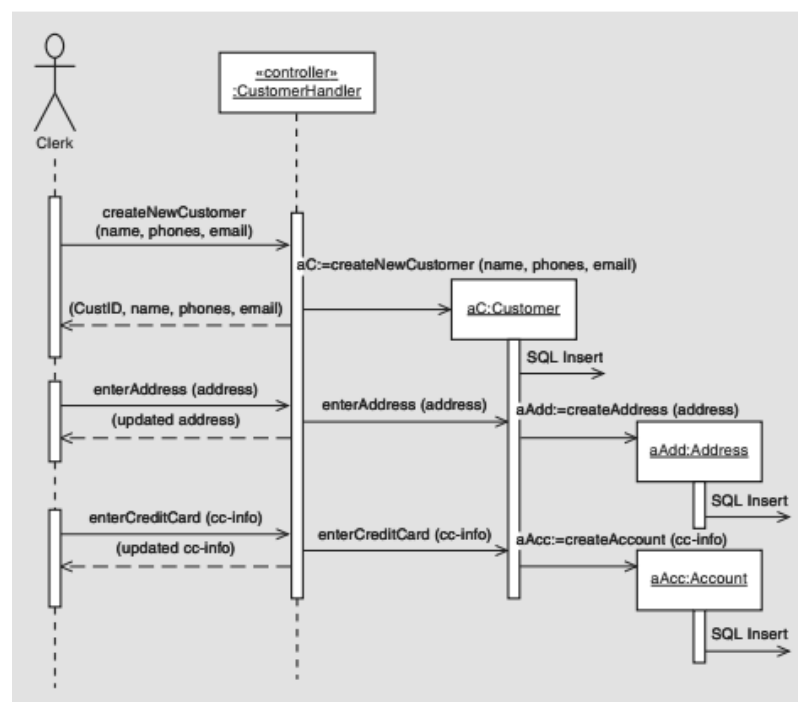 «controller»
:CustomerHandler
Clerk
createNewCustomer
(name, phones, email)
aC:=createNewCustomer (name, phones, email)
(CustID, name, phones, email)
aC:Customer
SQL Insert
enterAddress (address)
enterAddress (address)
aAdd:=createAddress (address)
(updated address)
aAdd:Address
SQL Insert
enterCreditCard (cc-info)
enterCreditCard (cc-info)
aAcc:=createAccount (cc-info)
(updated cc-info)
aAcc:Account
SQL Insert